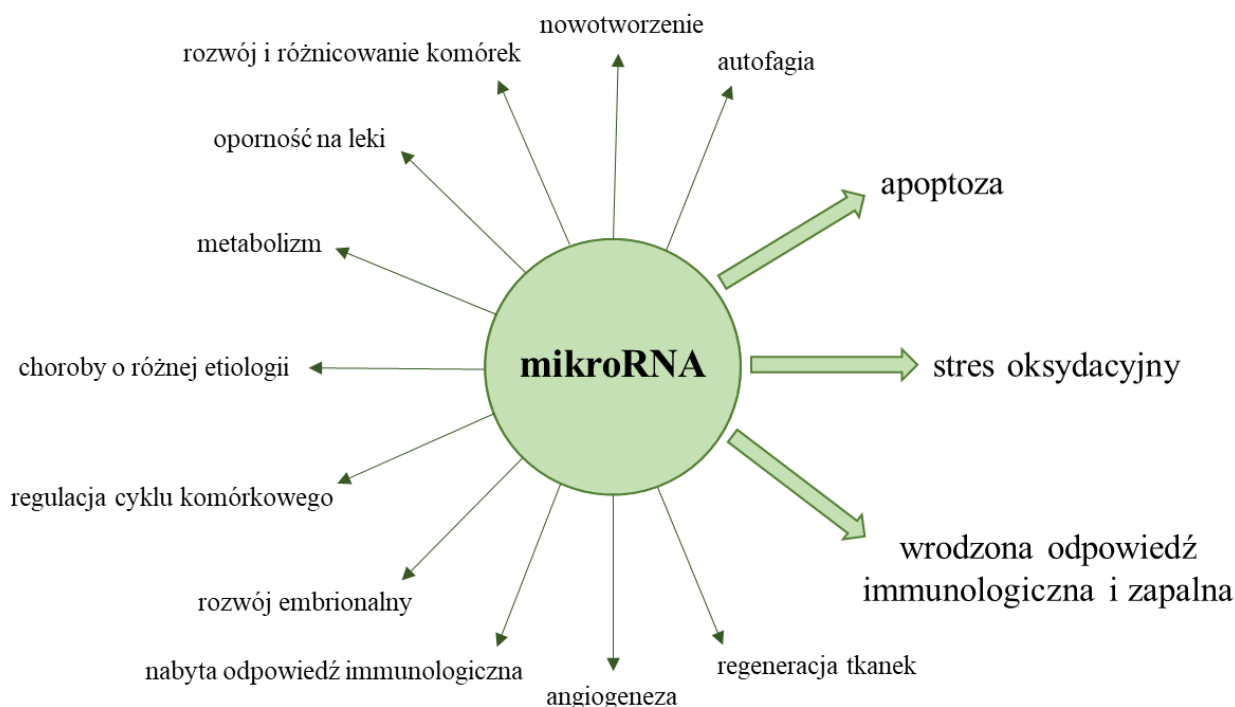 nowotworzenie
rozwój i różnicowanie komórek
autofagia
oporność na leki
apoptoza
metabolizm
mikroRNA
choroby o różnej etiologii
stres oksydacyjny
regulacja cyklu komórkowego
wrodzona odpowiedź
immunologiczna i zapalna
rozwój embrionalny
nabyta odpowiedź immunologiczna
regeneracja tkanek
angiogeneza